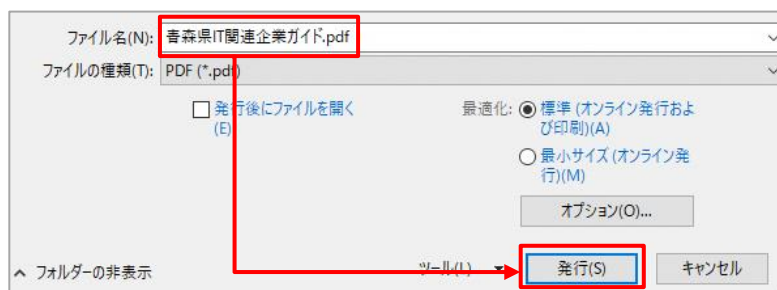 ファイル名(N): 青森県IT関連企業ガイド.pdf
ファイルの種類(T): PDF (*.pdf)
発行後にファイルを開く
(E)
最適化: 標準 (オンライン発行およ
び印刷)(A)
最小サイズ (オンライン発
行)(M)
オプション(O)...
フォルダーの非表示 ツール(L) 発行(S) キャンセル